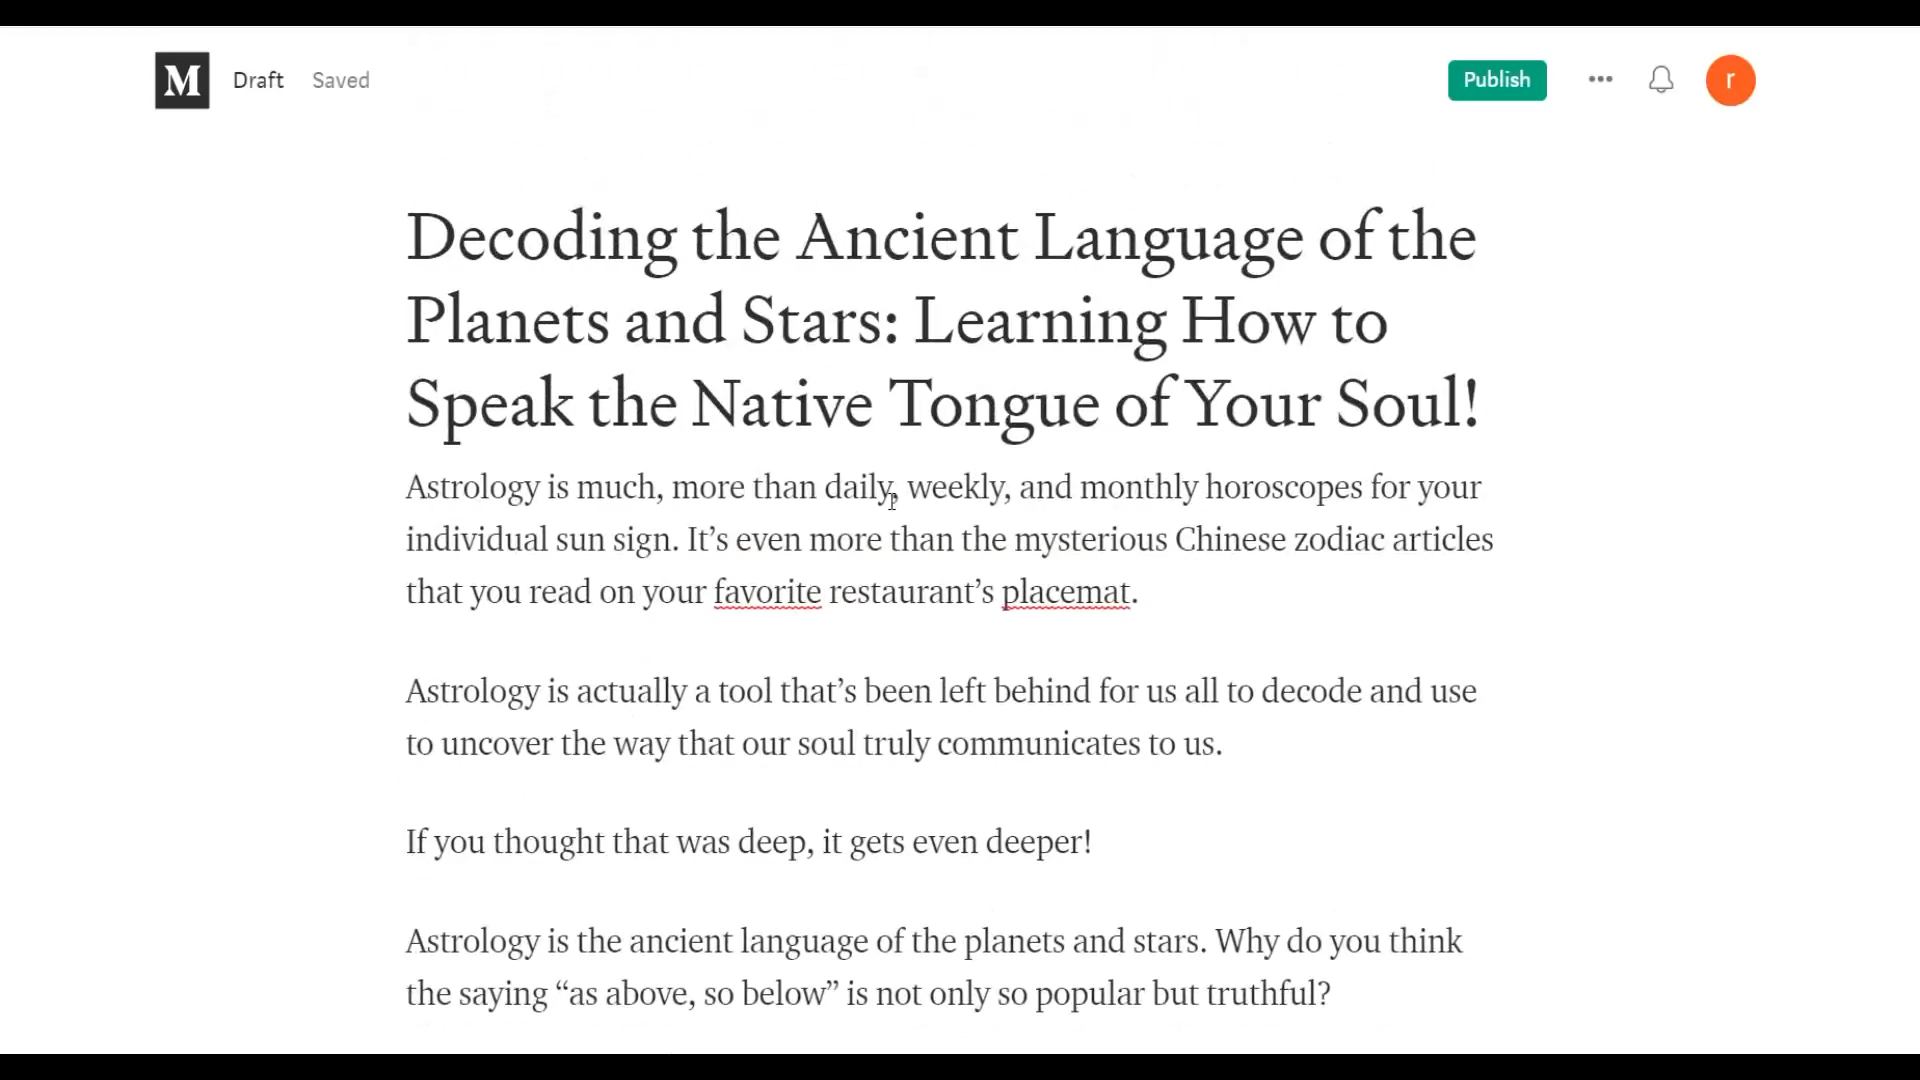 M Draft Saved Publish r
Decoding the Ancient Language of the
Planets and Stars: Learning How to
Speak the Native Tongue of Your Soul!
Astrology is much, more than daily, weekly, and monthly horoscopes for your
individual sun sign. It’s even more than the mysterious Chinese zodiac articles
that you read on your favorite restaurant’s placemat.
Astrology is actually a tool that’s been left behind for us all to decode and use
to uncover the way that our soul truly communicates to us.
If you thought that was deep, it gets even deeper!
Astrology is the ancient language of the planets and stars. Why do you think
the saying “as above, so below” is not only so popular but truthful?